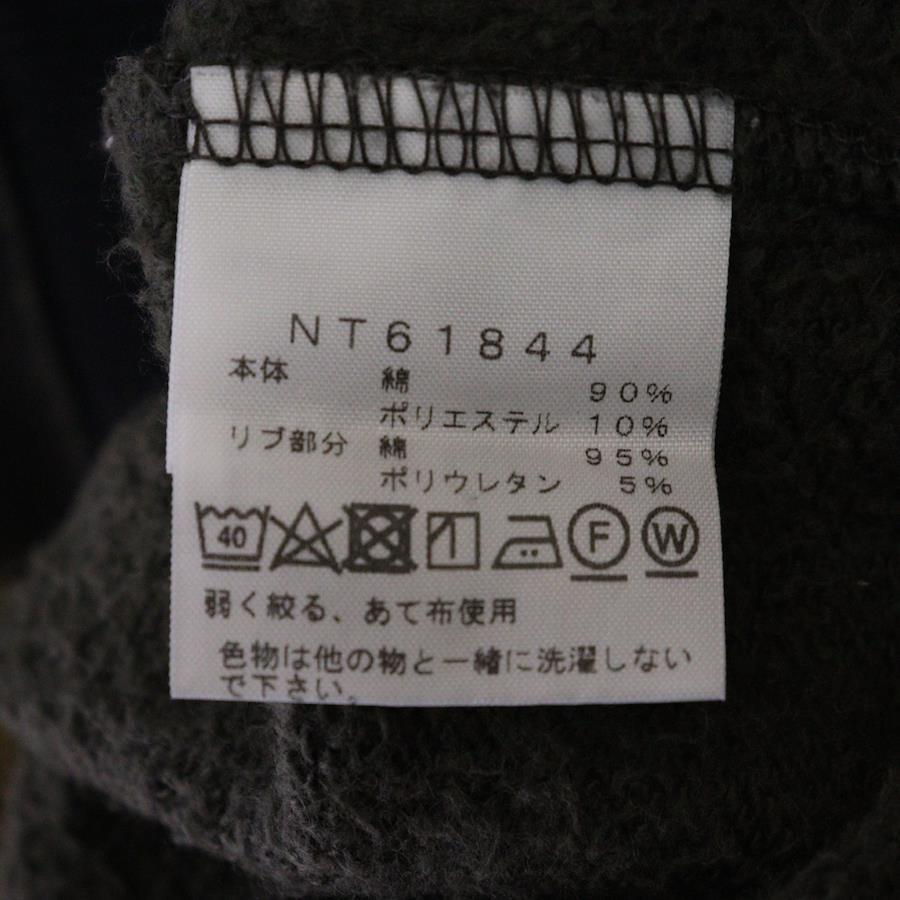 NT61844
本体 綿 90%
ポリエステル 10%
リブ部分 綿 95%
ポリウレタン 5%
40 F W
弱く絞る、あて布使用
色物は他の物と一緒に洗濯しない
で下さい。